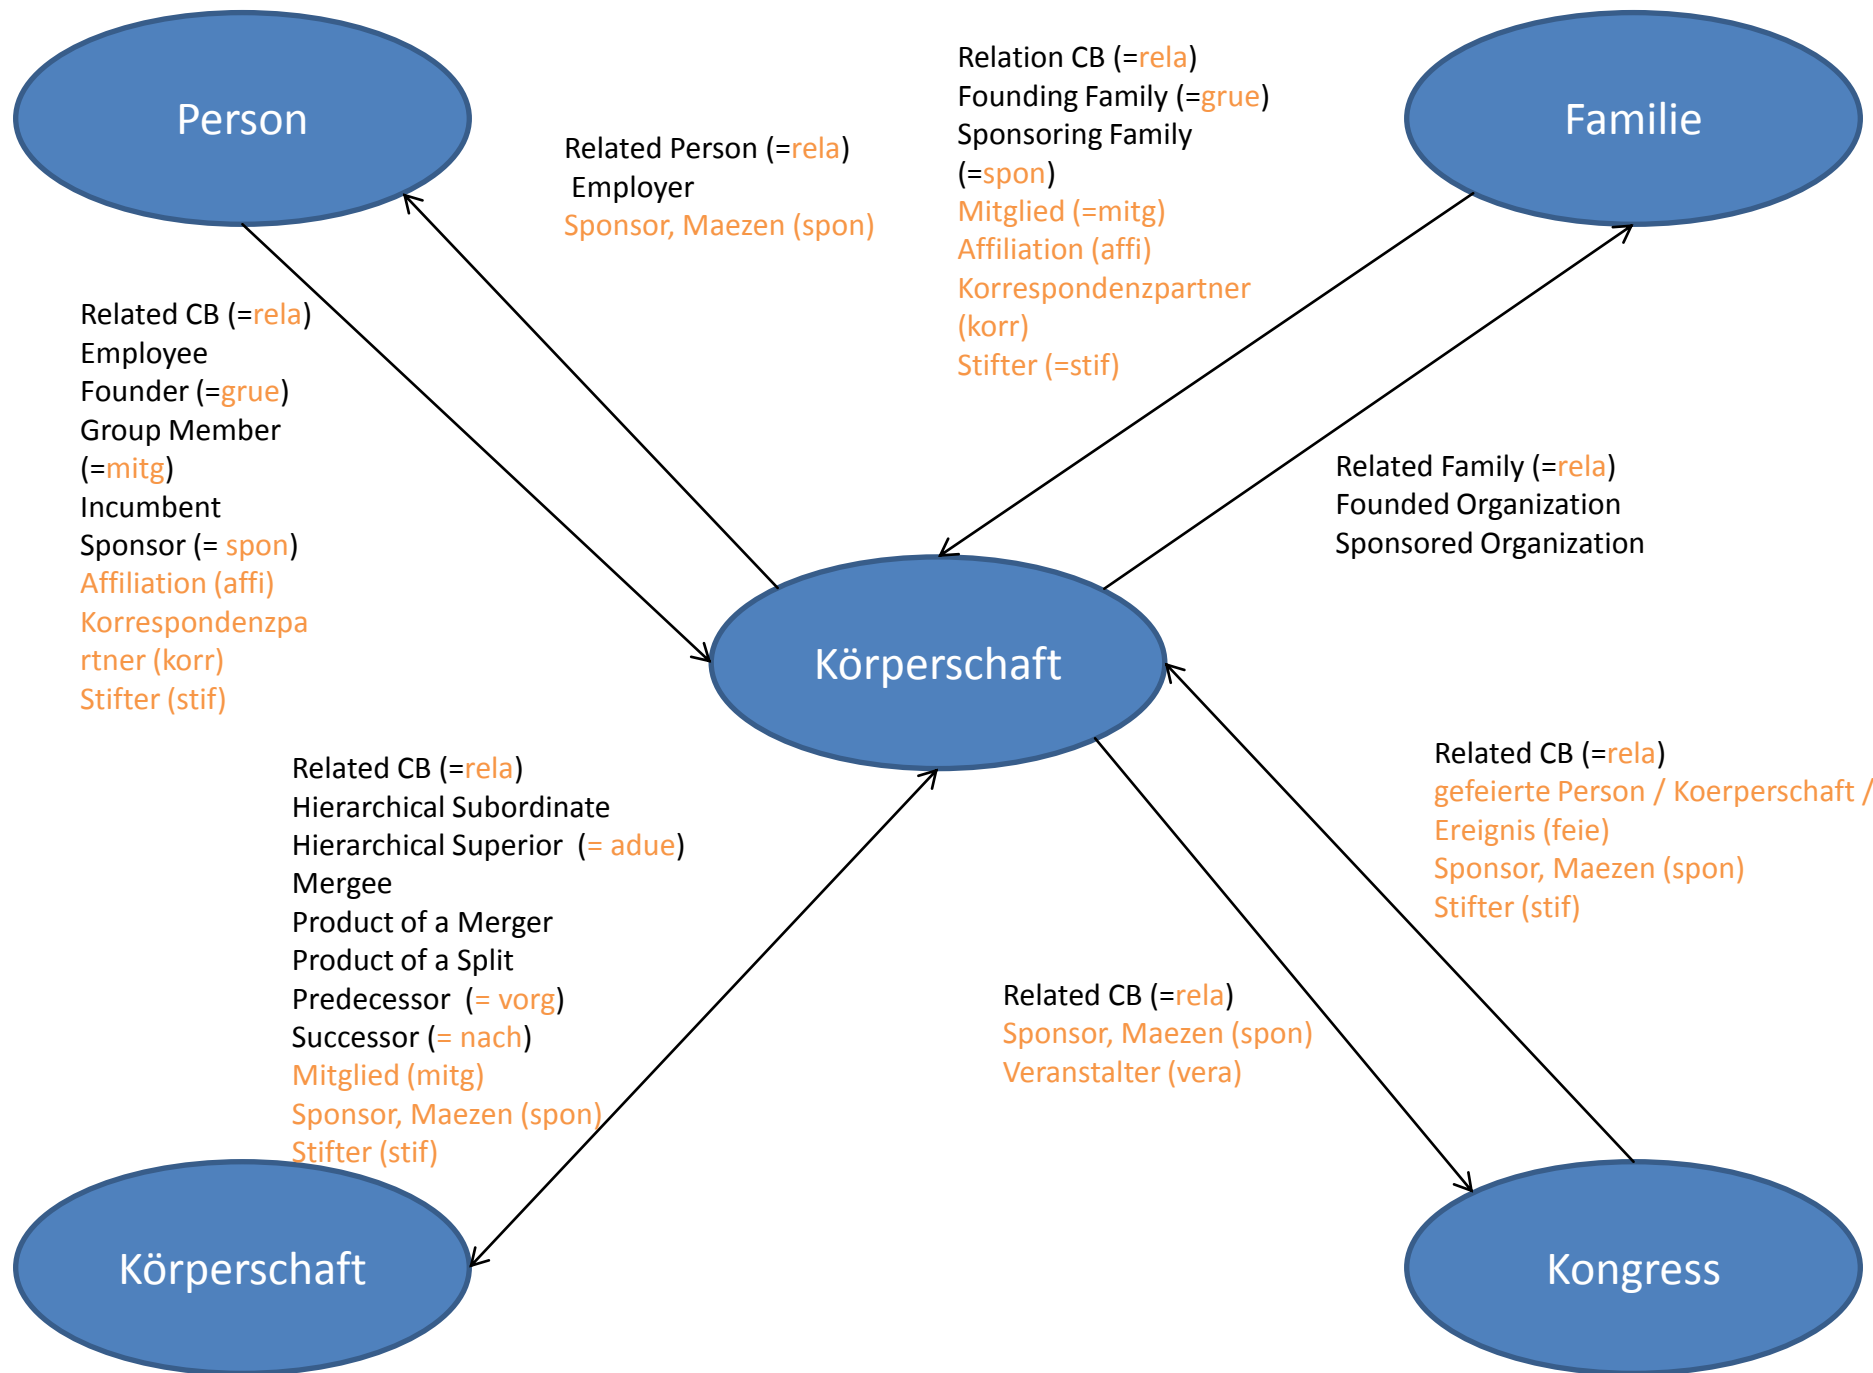 Person
Familie
Relation CB (=rela)
Founding Family (=grue)
Sponsoring Family
(=spon)
Mitglied (=mitg)
Affiliation (affi)
Korrespondenzpartner
(korr)
Stifter (=stif)
Related Person (=rela)
Employer
Sponsor, Maezen (spon)
Related CB (=rela)
Employee
Founder (=grue)
Group Member
(=mitg)
Incumbent
Sponsor (= spon)
Affiliation (affi)
Korrespondenzpa
rtner (korr)
Stifter (stif)
Related Family (=rela)
Founded Organization
Sponsored Organization
Körperschaft
Related CB (=rela)
Hierarchical Subordinate
Hierarchical Superior  (= adue)
Mergee
Product of a Merger
Product of a Split
Predecessor  (= vorg)
Successor (= nach)
Mitglied (mitg)
Sponsor, Maezen (spon)
Stifter (stif)
Related CB (=rela)
gefeierte Person / Koerperschaft /
Ereignis (feie)
Sponsor, Maezen (spon)
Stifter (stif)
Related CB (=rela)
Sponsor, Maezen (spon)
Veranstalter (vera)
Körperschaft
Kongress